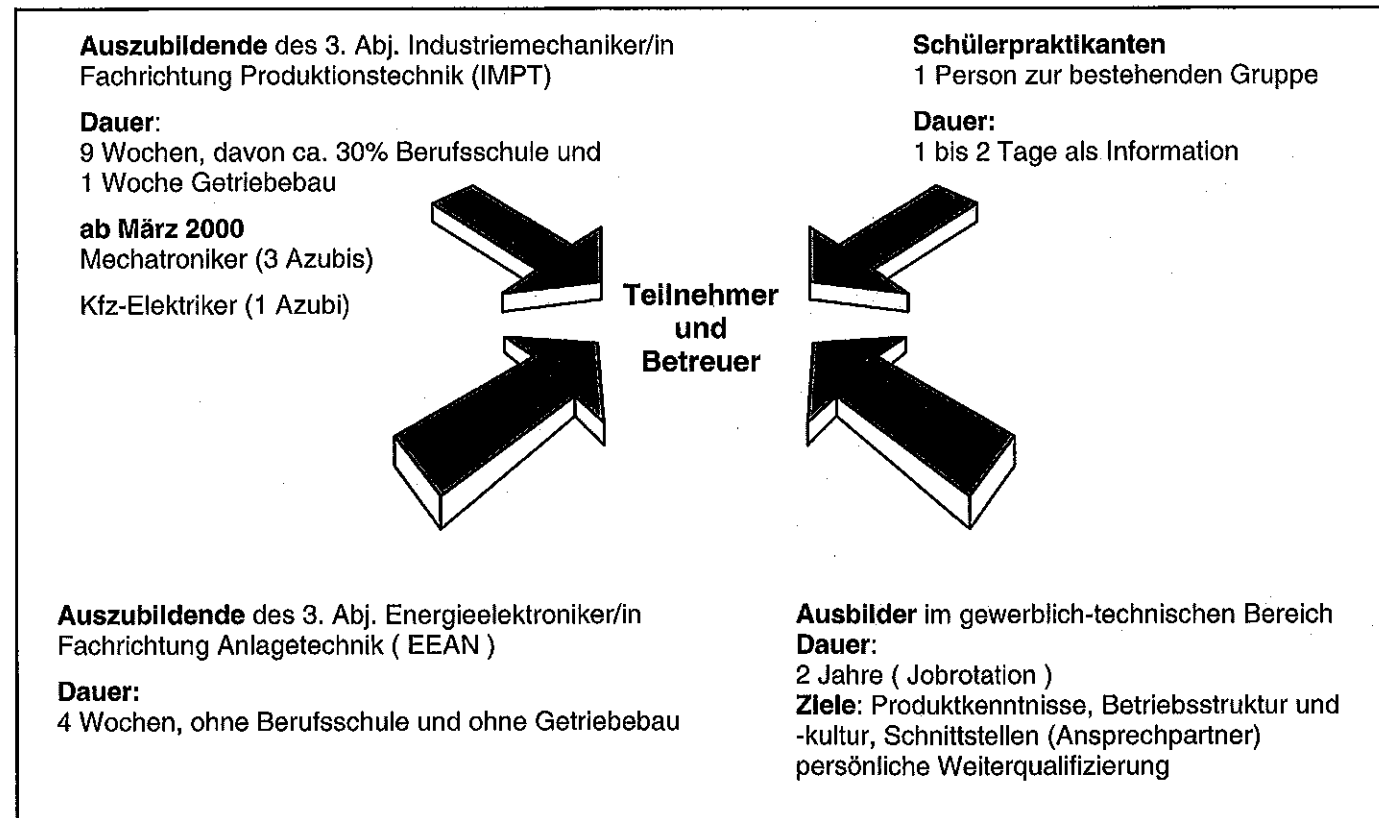 Auszubildende des 3. Abj. Industriemechaniker/in
Fachrichtung Produktionstechnik (IMPT)
Dauer:
9 Wochen, davon ca. 30% Berufsschule und
1 Woche Getriebebau
ab März 2000
Mechatroniker (3 Azubis)
Kfz-Elektriker (1 Azubi)
Schülerpraktikanten
1 Person zur bestehenden Gruppe
Dauer:
1 bis 2 Tage als Information
Teilnehmer
und
Betreuer
Auszubildende des 3. Abj. Energieelektroniker/in
Fachrichtung Anlagetechnik ( EEAN )
Dauer:
4 Wochen, ohne Berufsschule und ohne Getriebebau
Ausbilder im gewerblich-technischen Bereich
Dauer:
2 Jahre ( Jobrotation )
Ziele: Produktkenntnisse, Betriebsstruktur und
-kultur, Schnittstellen (Ansprechpartner)
persönliche Weiterqualifizierung